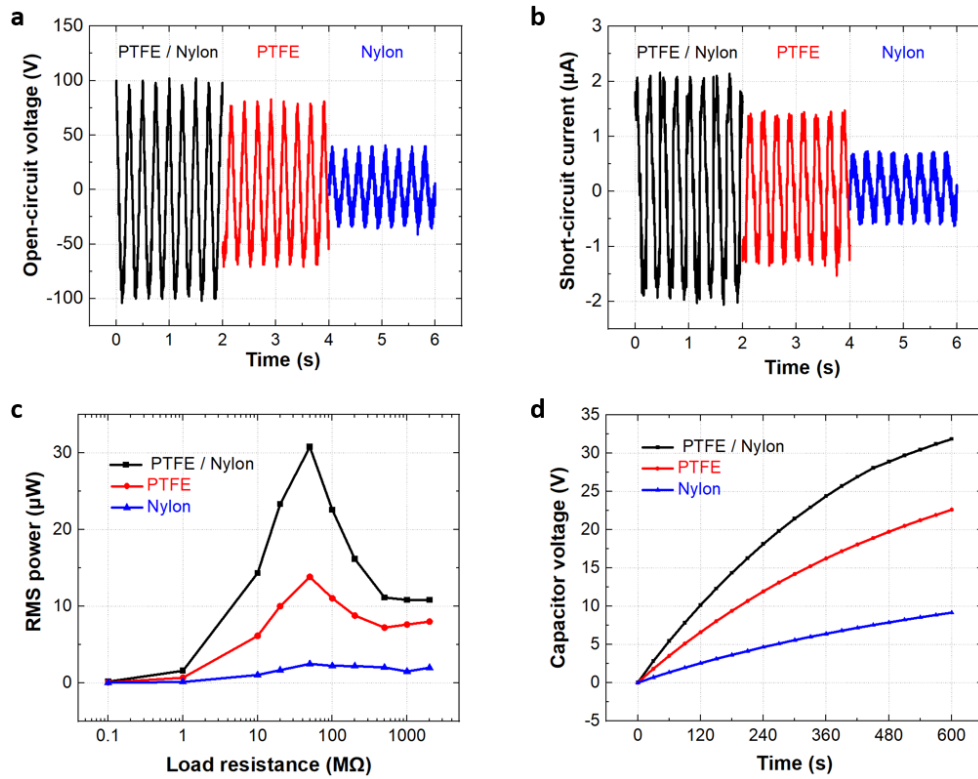 a
Open-circuit voltage (V)
150
100
50
0
-50
-100
PTFE / Nylon
PTFE
Nylon
0
1
2
3
4
5
6
Time (s)
b
Short-circuit current (µA)
3
2
1
0
-1
-2
PTFE / Nylon
PTFE
Nylon
0
1
2
3
4
5
6
Time (s)
c
RMS power (µW)
30
20
10
0
PTFE / Nylon
PTFE
Nylon
0.1
1
10
100
1000
Load resistance (MΩ)
d
Capacitor voltage (V)
35
30
25
20
15
10
5
0
-5
PTFE / Nylon
PTFE
Nylon
0
120
240
360
480
600
Time (s)